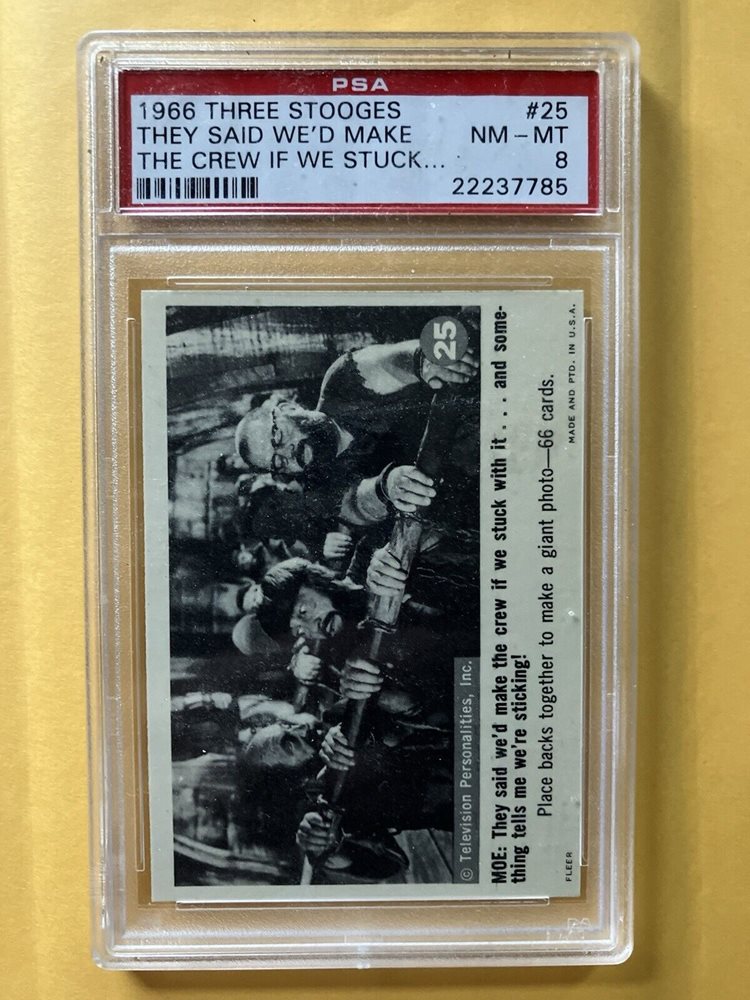 PSA
1966 THREE STOOGES #25
THEY SAID WE'D MAKE NM - MT
THE CREW IF WE STUCK... 8
22237785
25
© Television Personalities, Inc.
MOE: They said we'd make the crew if we stuck with it . . . and some-
thing tells me we're sticking!
Place backs together to make a giant photo—66 cards.
FLEER MADE AND PTD. IN U.S.A.